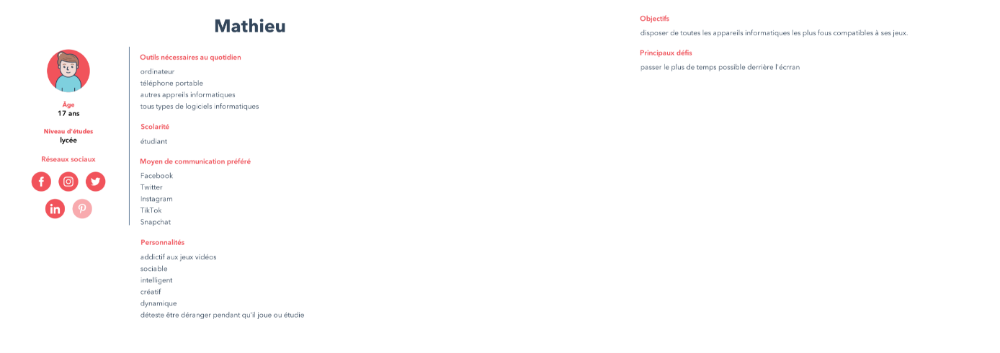 Mathieu
Âge
17 ans
Niveau d'études
lycée
Réseaux sociaux
in
Outils nécessaires au quotidien
ordinateur
téléphone portable
autres appreils informatiques
tous types de logiciels informatiques
Scolarité
étudiant
Moyen de communication préféré
Facebook
Twitter
Instagram
TikTok
Snapchat
Personnalités
addictif aux jeux vidéos
sociable
intelligent
créatif
dynamique
déteste être déranger pendant qu'il joue ou étudie
Objectifs
disposer de toutes les appareils informatiques les plus fous compatibles à ses jeux.
Principaux défis
passer le plus de temps possible derrière l'écrran